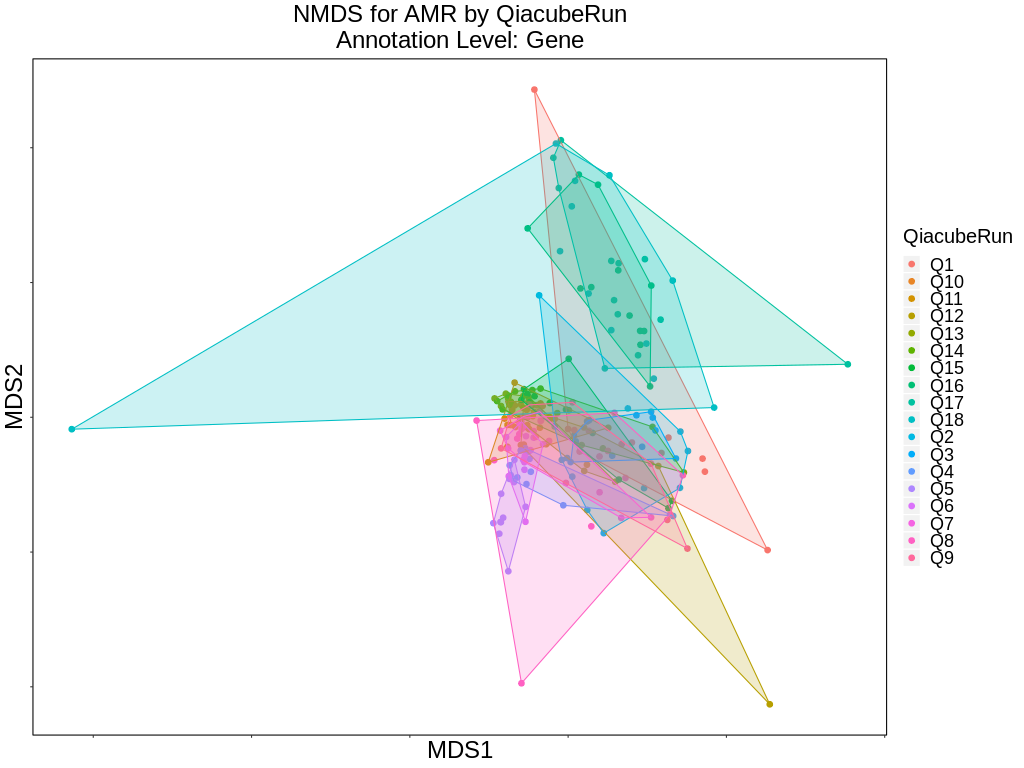 NMDS for AMR by QiacubeRun
Annotation Level: Gene
MDS2
MDS1
QiacubeRun
Q1
Q10
Q11
Q12
Q13
Q14
Q15
Q16
Q17
Q18
Q2
Q3
Q4
Q5
Q6
Q7
Q8
Q9